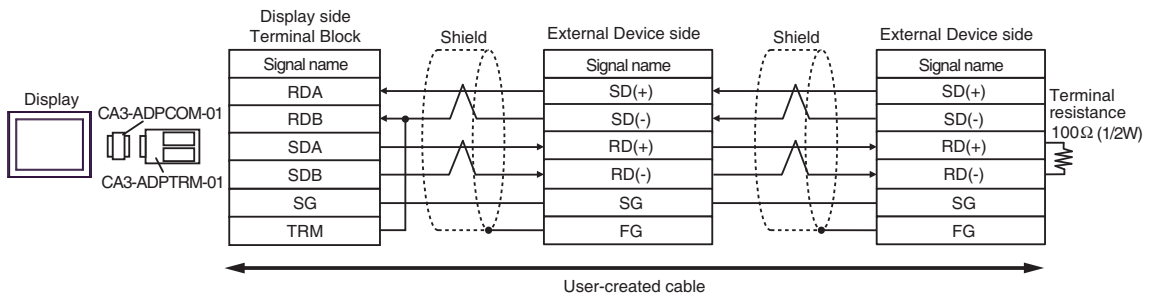 Display side
Terminal Block
Shield
External Device side
Shield
External Device side
Signal name
Signal name
Signal name
RDA
SD(+)
SD(+)
RDB
SD(-)
SD(-)
SDA
RD(+)
RD(+)
SDB
RD(-)
RD(-)
SG
SG
SG
TRM
FG
FG
Display
CA3-ADPCOM-01
CA3-ADPTRM-01
Terminal
resistance
100Ω (1/2W)
User-created cable